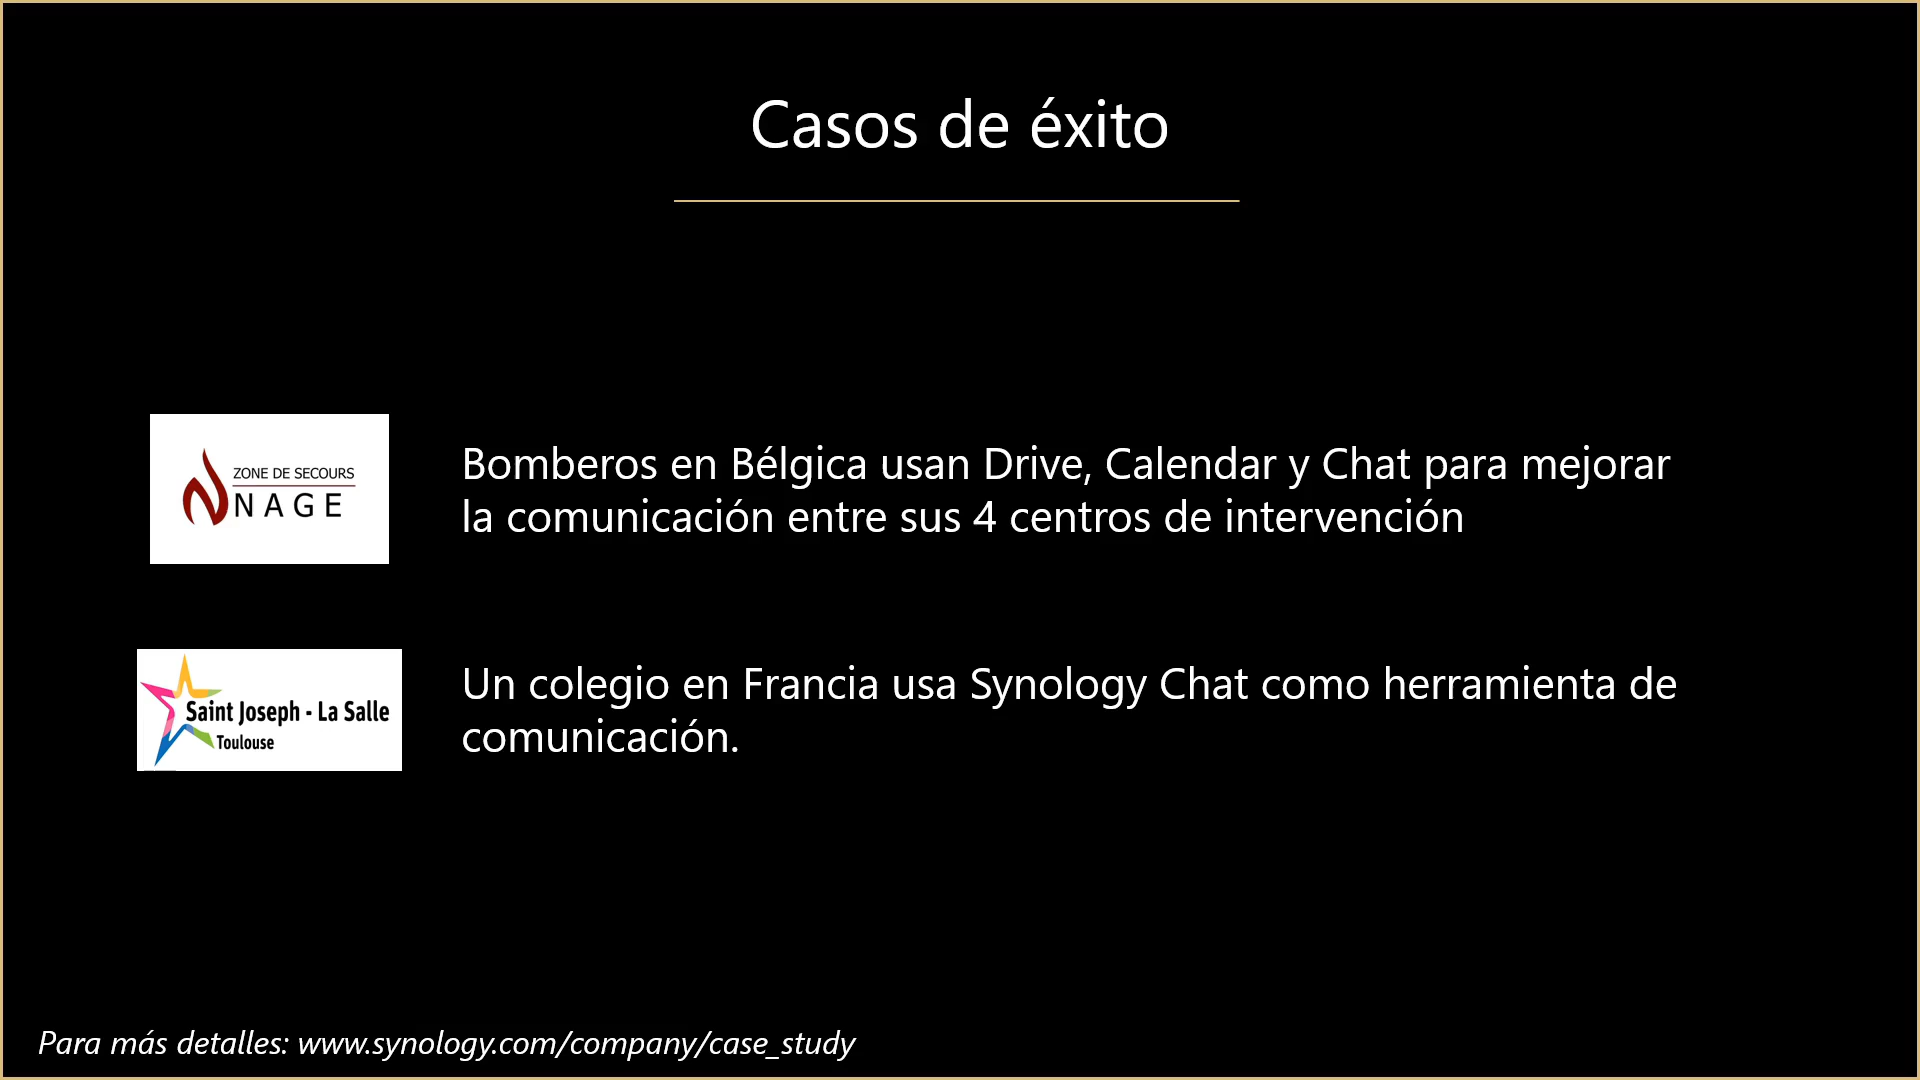 Casos de éxito
ZONE DE SECOURS
NAGE
Bomberos en Bélgica usan Drive, Calendar y Chat para mejorar
la comunicación entre sus 4 centros de intervención
Saint Joseph - La Salle
Toulouse
Un colegio en Francia usa Synology Chat como herramienta de
comunicación.
Para más detalles: www.synology.com/company/case_study